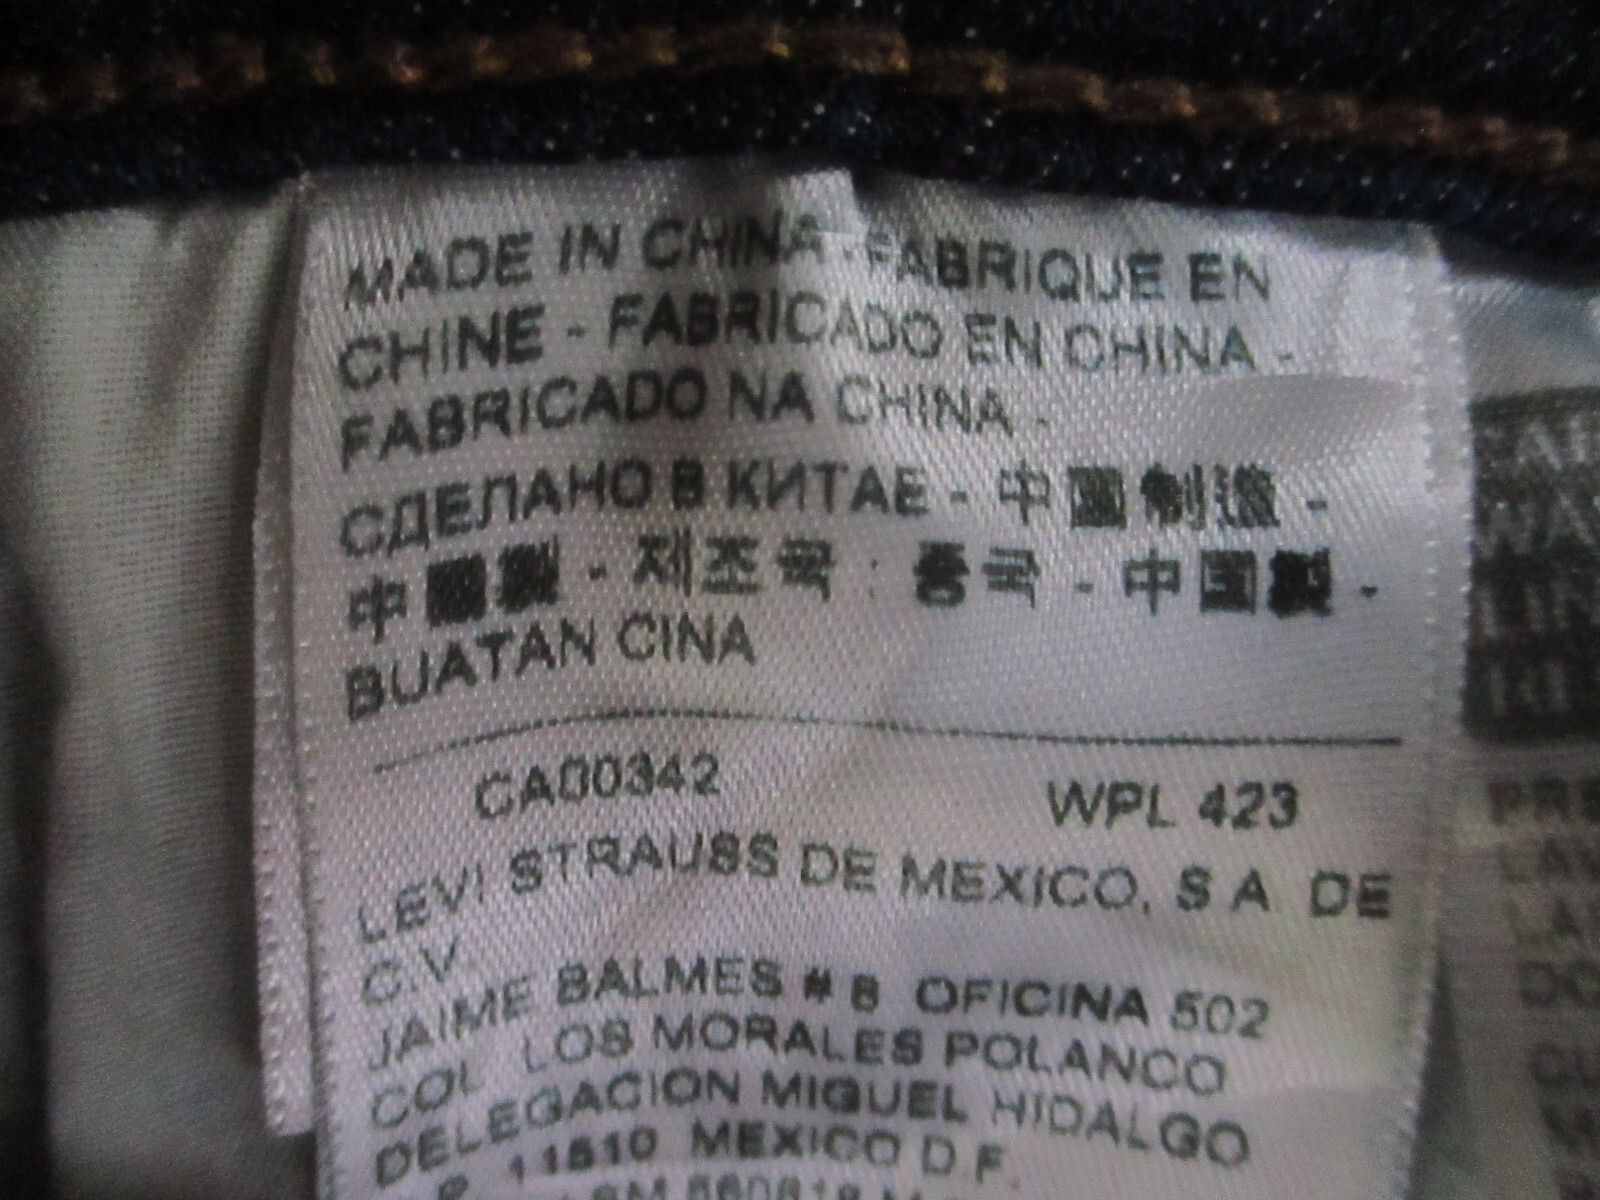 MADE IN CHINA - FABRIQUE EN
CHINE - FABRICADO EN CHINA -
FABRICADO NA CHINA -
СДЕЛАНО В КИТАЕ - 中國制造 -
中國製 - 제조국 : 중국 - 中国製 -
BUATAN CINA
CA00342 WPL 423
LEVI STRAUSS DE MEXICO, S A DE
C.V.
JAIME BALMES # 8 OFICINA 502
COL LOS MORALES POLANCO
DELEGACION MIGUEL HIDALGO
11510 MEXICO D F.